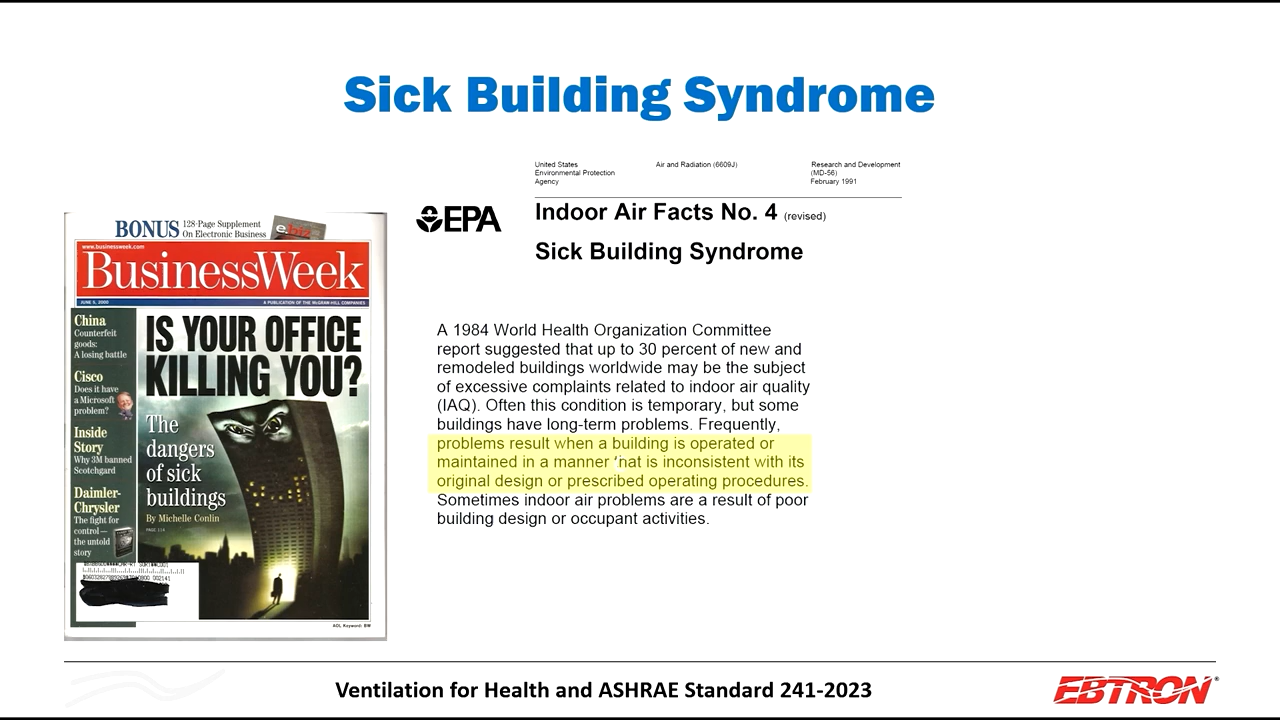 Sick Building Syndrome
United States
Environmental Protection
Agency
Air and Radiation (6609J)
Research and Development
(MD-56)
February 1991
EPA
Indoor Air Facts No. 4 (revised)
Sick Building Syndrome
BONUS 128-Page Supplement
On Electronic Business
e.biz
www.businessweek.com
BusinessWeek
JUNE 5, 2000
A PUBLICATION OF THE McGRAW-HILL COMPANIES
China
Counterfeit
goods:
A losing battle
Cisco
Does it have
a Microsoft
problem?
Inside
Story
Why 3M banned
Scotchgard
Daimler-
Chrysler
The fight for
control—
the untold
story
IS YOUR OFFICE
KILLING YOU?
The
dangers
of sick
buildings
By Michelle Conlin
PAGE 114
AOL Keyword: BW
A 1984 World Health Organization Committee
report suggested that up to 30 percent of new and
remodeled buildings worldwide may be the subject
of excessive complaints related to indoor air quality
(IAQ). Often this condition is temporary, but some
buildings have long-term problems. Frequently,
problems result when a building is operated or
maintained in a manner that is inconsistent with its
original design or prescribed operating procedures.
Sometimes indoor air problems are a result of poor
building design or occupant activities.
Ventilation for Health and ASHRAE Standard 241-2023
EBTRON®